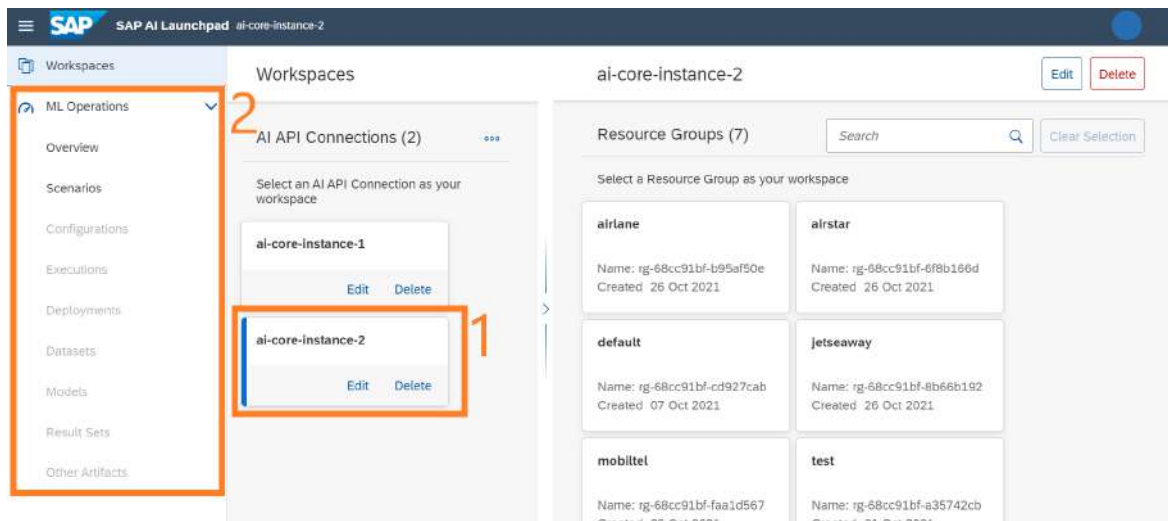 SAP SAP AI Launchpad ai-core-instance-2
Workspaces
ML Operations
Overview
Scenarios
Configurations
Executions
Deployments
Datasets
Models
Result Sets
Other Artifacts
2
Workspaces
AI API Connections (2)
Select an AI API Connection as your
workspace
ai-core-instance-1
Edit Delete
1
ai-core-instance-2
Edit Delete
ai-core-instance-2
Edit Delete
Resource Groups (7)
Search
Clear Selection
Select a Resource Group as your workspace
airlane
Name: rg-68cc91bf-b95af50e
Created 26 Oct 2021
airstar
Name: rg-68cc91bf-6f8b166d
Created 26 Oct 2021
default
Name: rg-68cc91bf-cd927cab
Created 07 Oct 2021
jetseaway
Name: rg-68cc91bf-8b66b192
Created 26 Oct 2021
mobiltel
Name: rg-68cc91bf-faa1d567
test
Name: rg-68cc91bf-a35742cb